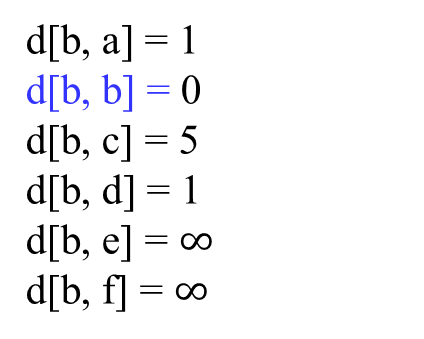 d[b, a] = 1
d[b, b] = 0
d[b, c] = 5
d[b, d] = 1
d[b, e] = ∞
d[b, f] = ∞